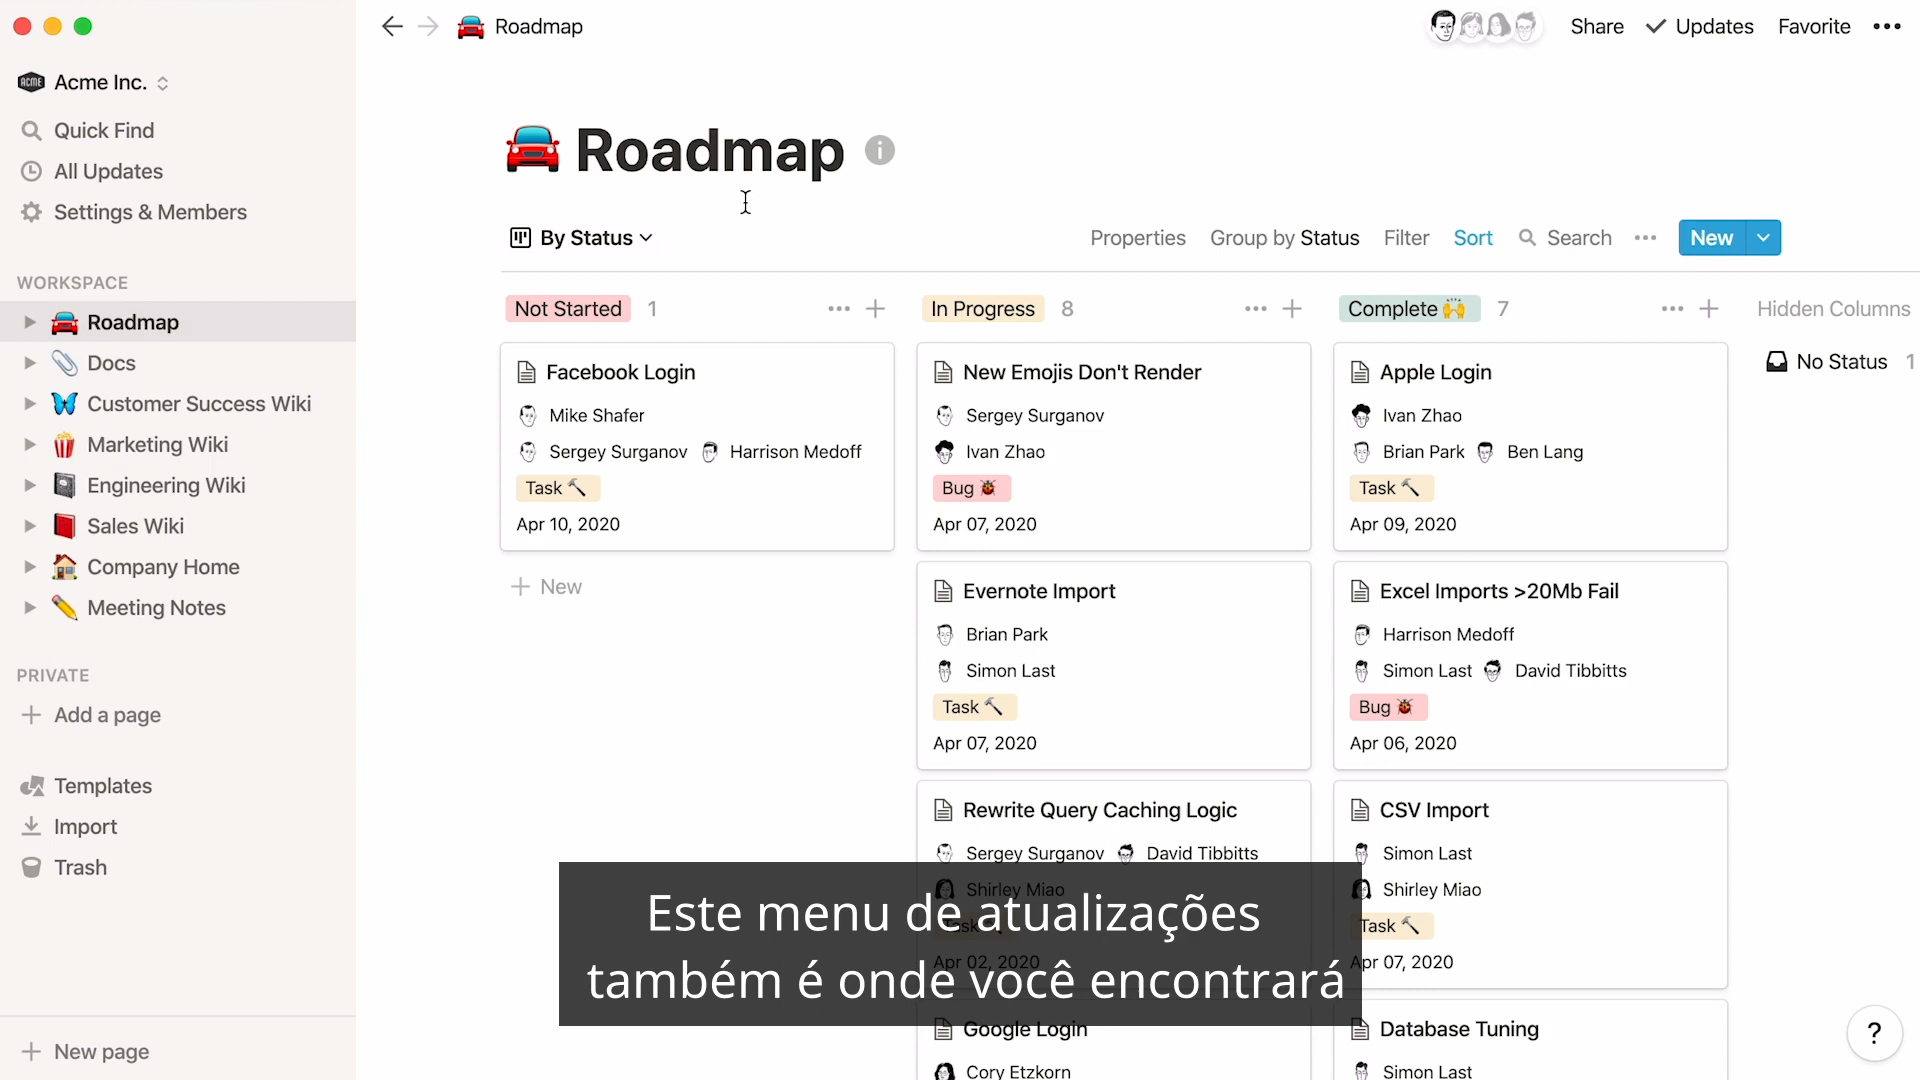 Roadmap
Share
Updates
Favorite
ACME
Acme Inc.
Quick Find
All Updates
Settings & Members
WORKSPACE
Roadmap
Docs
Customer Success Wiki
Marketing Wiki
Engineering Wiki
Sales Wiki
Company Home
Meeting Notes
PRIVATE
Add a page
Templates
Import
Trash
New page
Roadmap
By Status
Properties
Group by Status
Filter
Sort
Search
New
Not Started 1
Facebook Login
Mike Shafer
Sergey Surganov Harrison Medoff
Task
Apr 10, 2020
New
In Progress 8
New Emojis Don't Render
Sergey Surganov
Ivan Zhao
Bug
Apr 07, 2020
Evernote Import
Brian Park
Simon Last
Task
Apr 07, 2020
Rewrite Query Caching Logic
Sergey Surganov David Tibbitts
Shirley Miao
Task
Apr 02, 2020
Google Login
Cory Etzkorn
Complete 7
Apple Login
Ivan Zhao
Brian Park Ben Lang
Task
Apr 09, 2020
Excel Imports >20Mb Fail
Harrison Medoff
Simon Last David Tibbitts
Bug
Apr 06, 2020
CSV Import
Simon Last
Shirley Miao
Task
Apr 07, 2020
Database Tuning
Simon Last
Hidden Columns
No Status 1
Este menu de atualizações
também é onde você encontrará
?